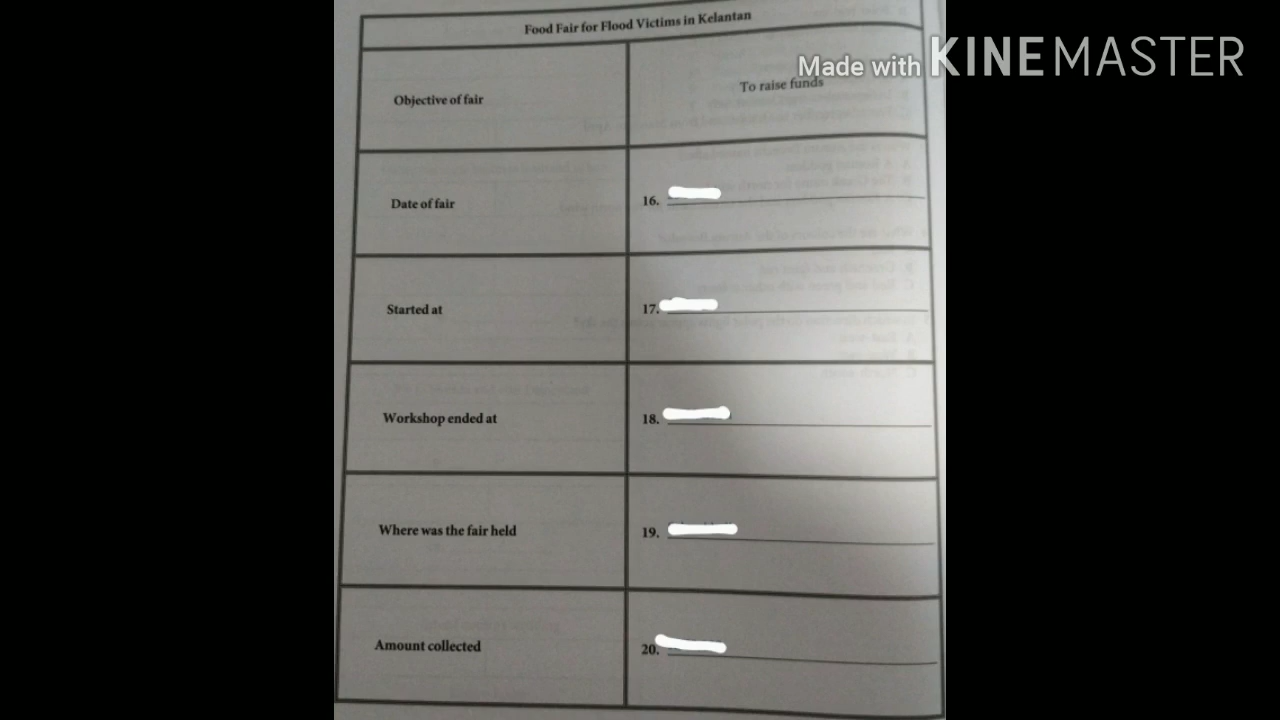 Food Fair for Flood Victims in Kelantan
Made with KINEMASTER
Objective of fair
To raise funds
Date of fair
16.
Started at
17.
Workshop ended at
18.
Where was the fair held
19.
Amount collected
20.